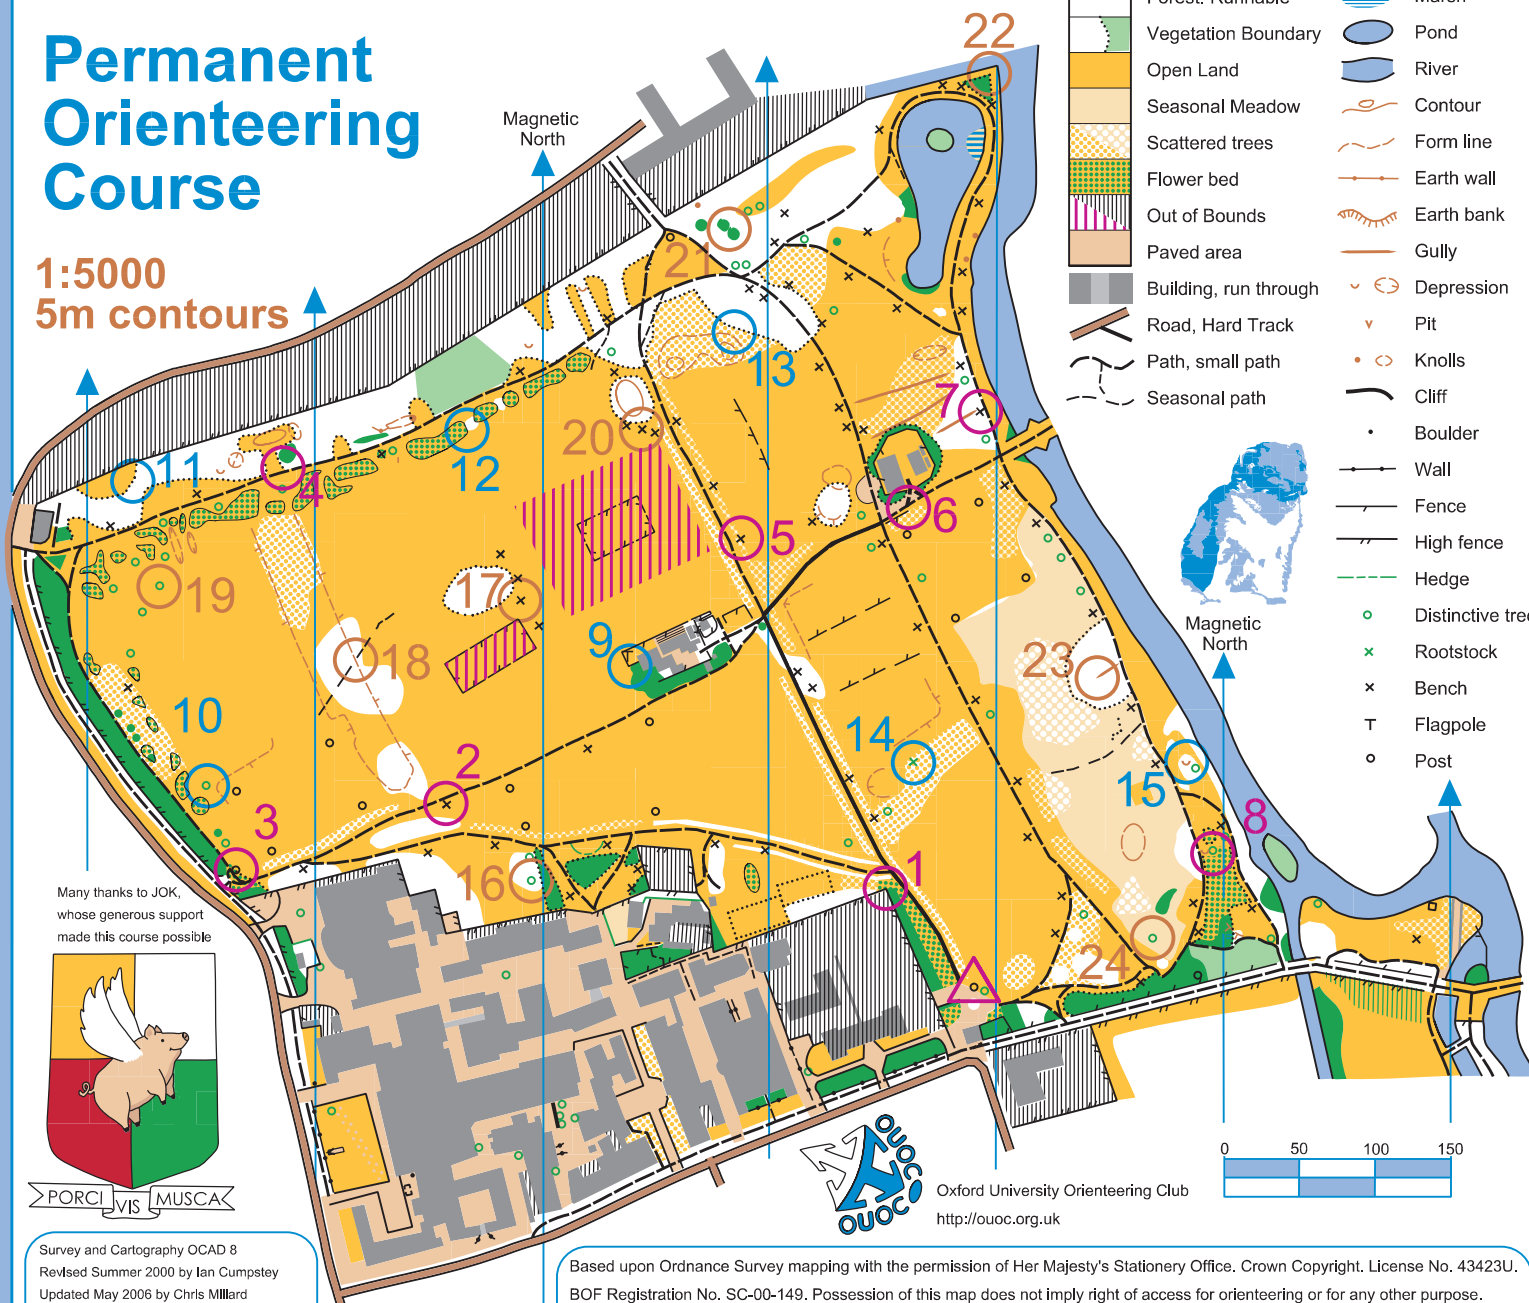 Permanent
Orienteering
Course
1:5000
5m contours
Magnetic
North
22
21
13
20
7
11
4
12
5
6
19
17
18
9
23
10
14
2
15
3
8
16
1
24
Vegetation Boundary
Open Land
Seasonal Meadow
Scattered trees
Flower bed
Out of Bounds
Paved area
Building, run through
Road, Hard Track
Path, small path
Seasonal path
Pond
River
Contour
Form line
Earth wall
Earth bank
Gully
Depression
Pit
Knolls
Cliff
Boulder
Wall
Fence
High fence
Hedge
Distinctive tree
Rootstock
Bench
Flagpole
Post
Magnetic
North
Many thanks to JOK,
whose generous support
made this course possible
PORCI VIS MUSCA
0 50 100 150
OUOC
OUOC!
Oxford University Orienteering Club
http://ouoc.org.uk
Survey and Cartography OCAD 8
Revised Summer 2000 by Ian Cumpstey
Updated May 2006 by Chris Millard
Based upon Ordnance Survey mapping with the permission of Her Majesty's Stationery Office. Crown Copyright. License No. 43423U.
BOF Registration No. SC-00-149. Possession of this map does not imply right of access for orienteering or for any other purpose.